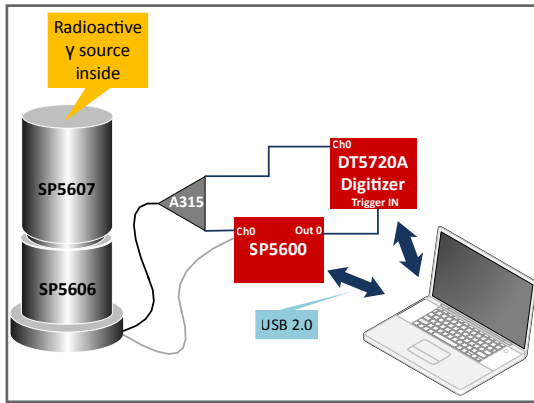 Radioactive
γ source
inside
SP5607
SP5606
A315
Ch0
DT5720A
Digitizer
Trigger IN
Ch0
Out 0
SP5600
USB 2.0